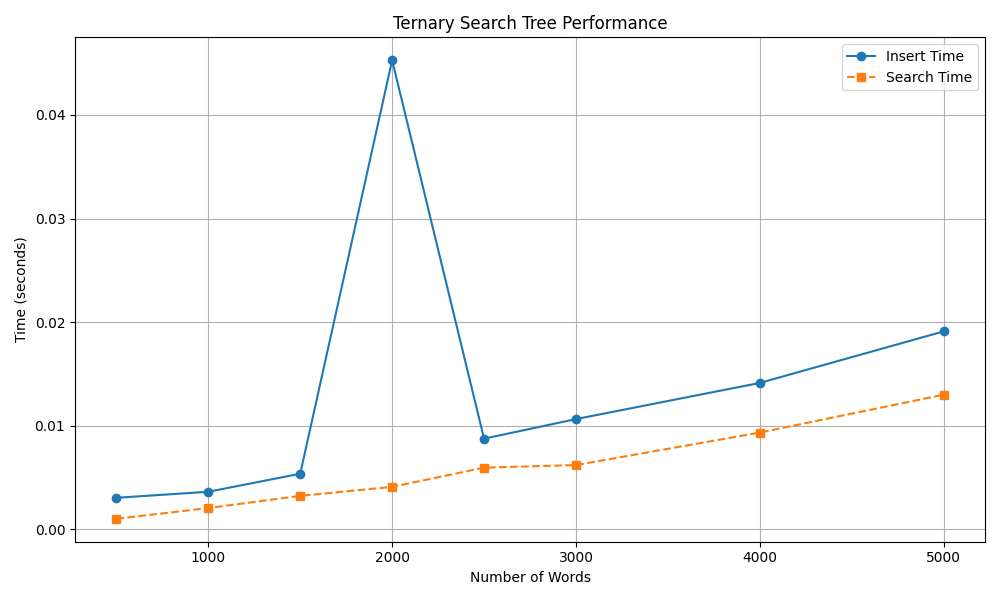 Ternary Search Tree Performance
Insert Time
Search Time
Time (seconds)
0.04
0.03
0.02
0.01
0.00
1000 2000 3000 4000 5000
Number of Words